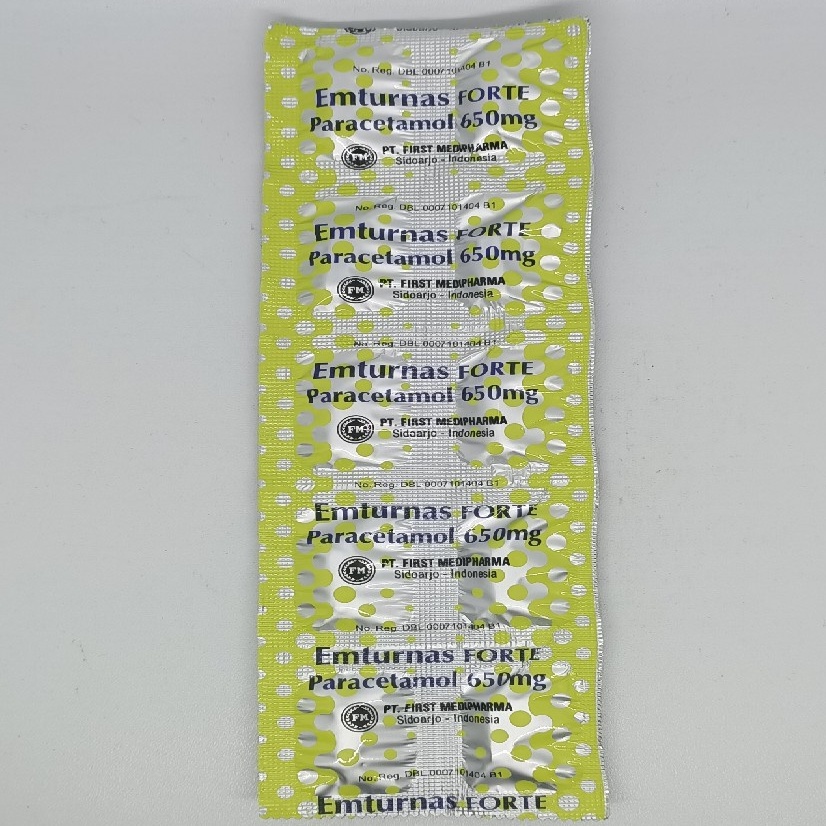 No. Reg. DBL 0007101404 B1
Emturnas FORTE
Paracetamol 650mg
FM PT. FIRST MEDIPHARMA
Sidoarjo - Indonesia
No. Reg. DBL 0007101404 B1
Emturnas FORTE
Paracetamol 650mg
FM PT. FIRST MEDIPHARMA
Sidoarjo - Indonesia
No. Reg. DBL 0007101404 B1
Emturnas FORTE
Paracetamol 650mg
FM PT. FIRST MEDIPHARMA
Sidoarjo - Indonesia
No. Reg. DBL 0007101404 B1
Emturnas FORTE
Paracetamol 650mg
FM PT. FIRST MEDIPHARMA
Sidoarjo - Indonesia
No. Reg. DBL 0007101404 B1
Emturnas FORTE
Paracetamol 650mg
FM PT. FIRST MEDIPHARMA
Sidoarjo - Indonesia
No. Reg. DBL 0007101404 B1
Emturnas FORTE